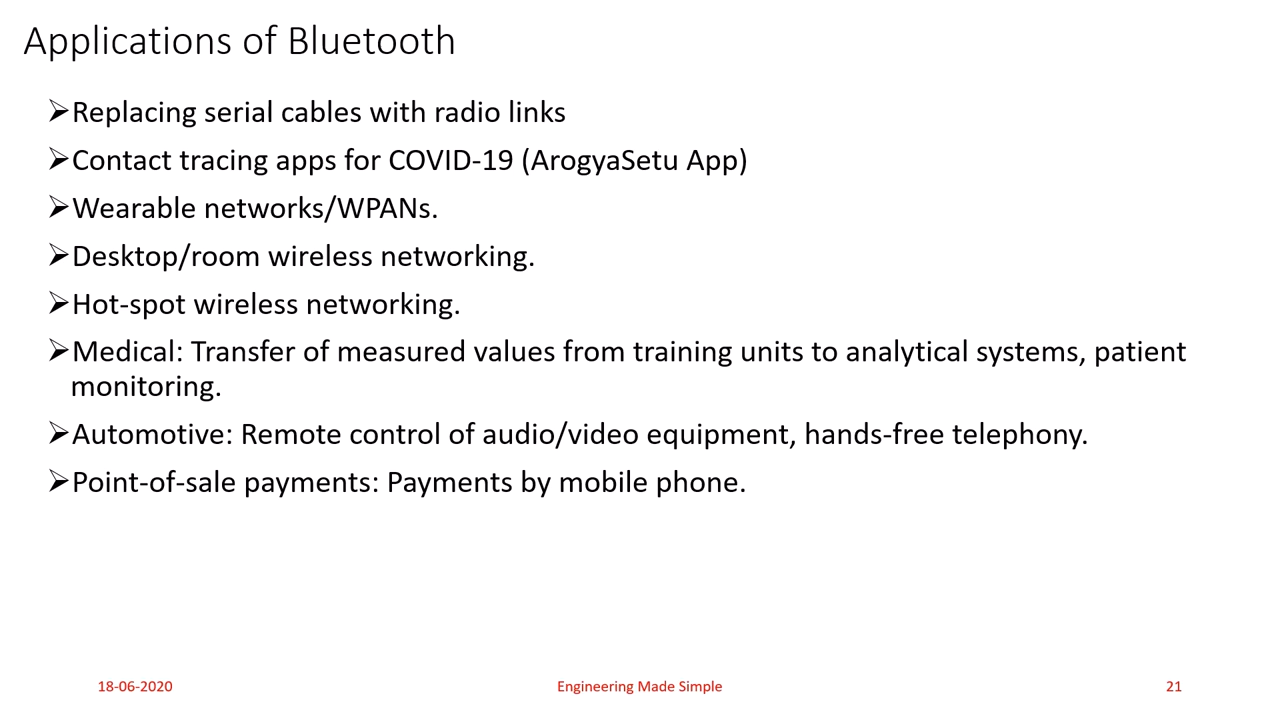 Applications of Bluetooth
➢Replacing serial cables with radio links
➢Contact tracing apps for COVID-19 (ArogyaSetu App)
➢Wearable networks/WPANs.
➢Desktop/room wireless networking.
➢Hot-spot wireless networking.
➢Medical: Transfer of measured values from training units to analytical systems, patient
monitoring.
➢Automotive: Remote control of audio/video equipment, hands-free telephony.
➢Point-of-sale payments: Payments by mobile phone.
18-06-2020
Engineering Made Simple
21